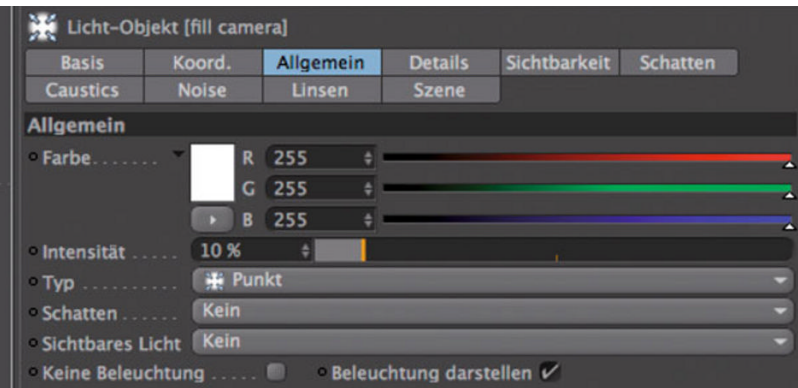 Licht-Objekt [fill camera]
Basis Koord. Allgemein Details Sichtbarkeit Schatten
Caustics Noise Linsen Szene
Allgemein
Farbe....... R 255
G 255
B 255
Intensität ..... 10 %
Typ .......... Punkt
Schatten ...... Kein
Sichtbares Licht Kein
Keine Beleuchtung ..... Beleuchtung darstellen